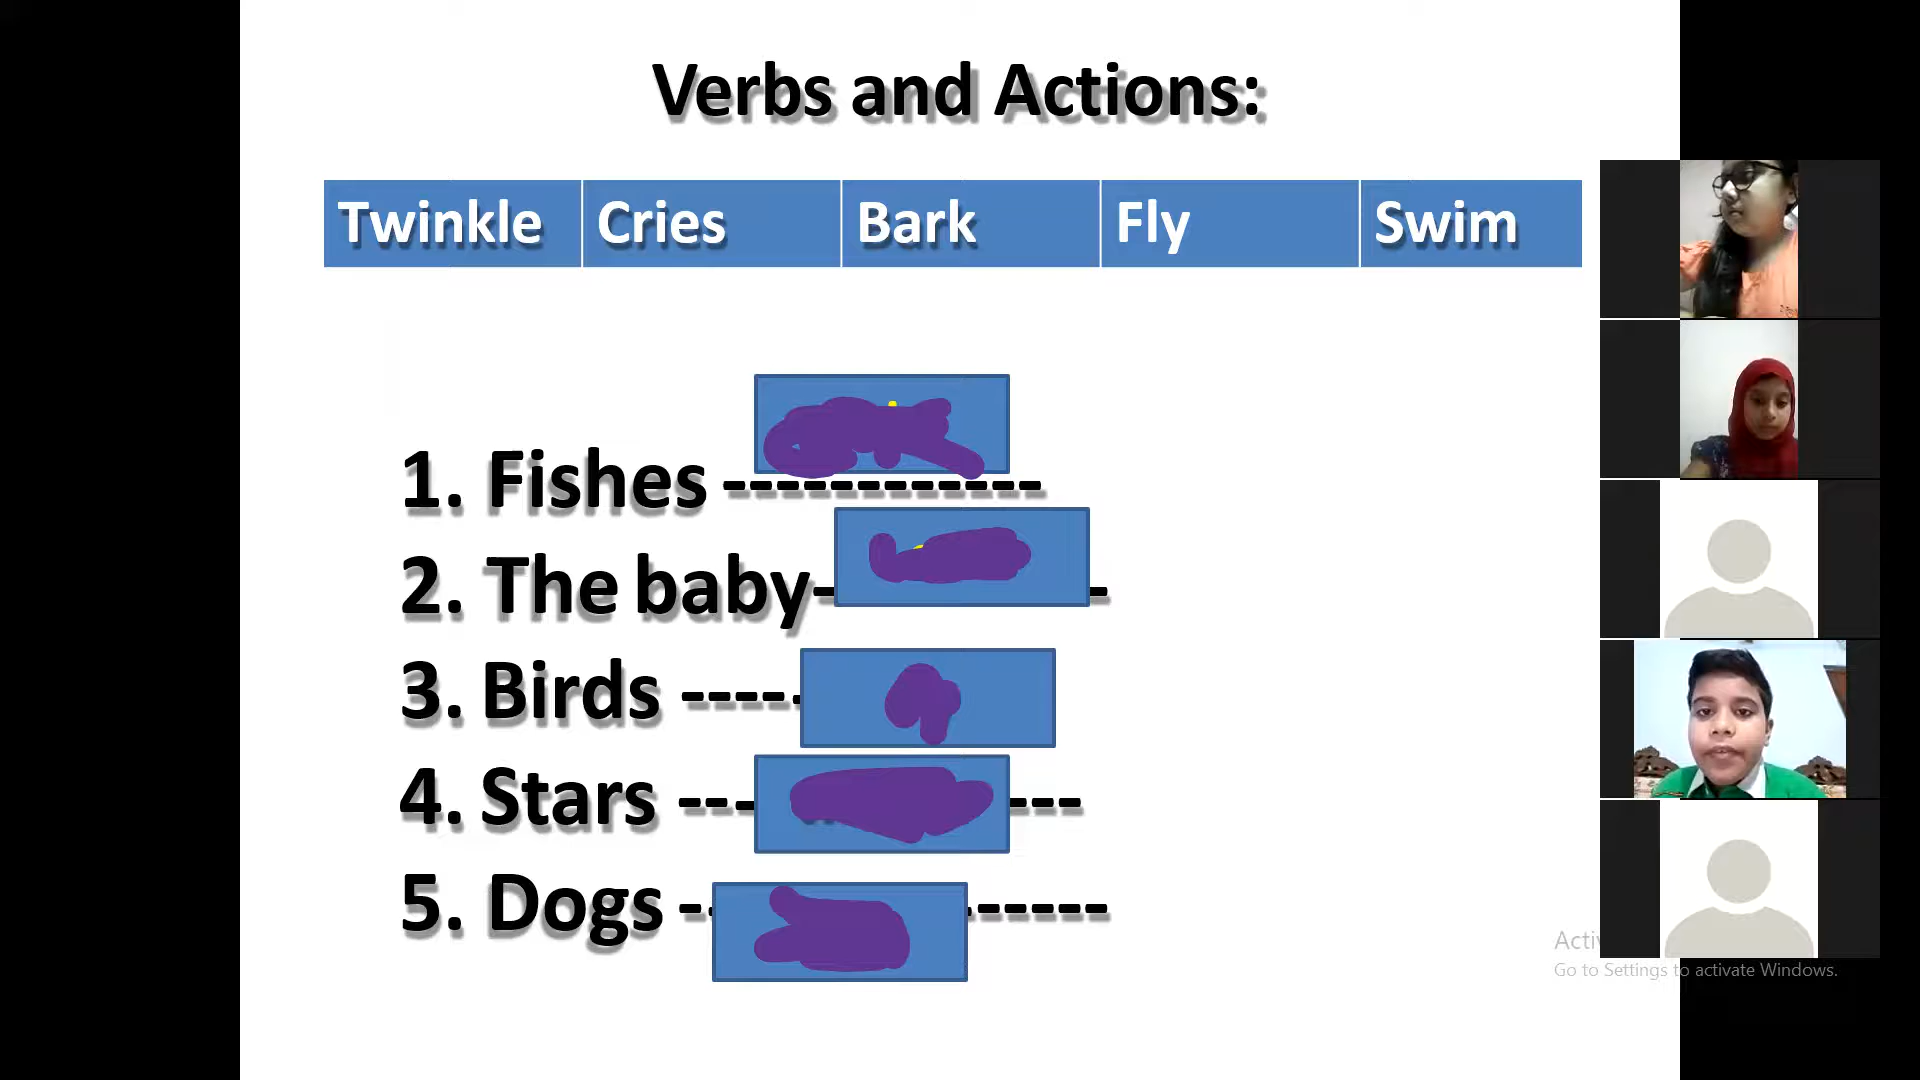 Verbs and Actions:
Twinkle Cries Bark Fly Swim
1. Fishes ------------
2. The baby- -
3. Birds -----
4. Stars --- ---
5. Dogs -- -----
Go to Settings to activate Windows.